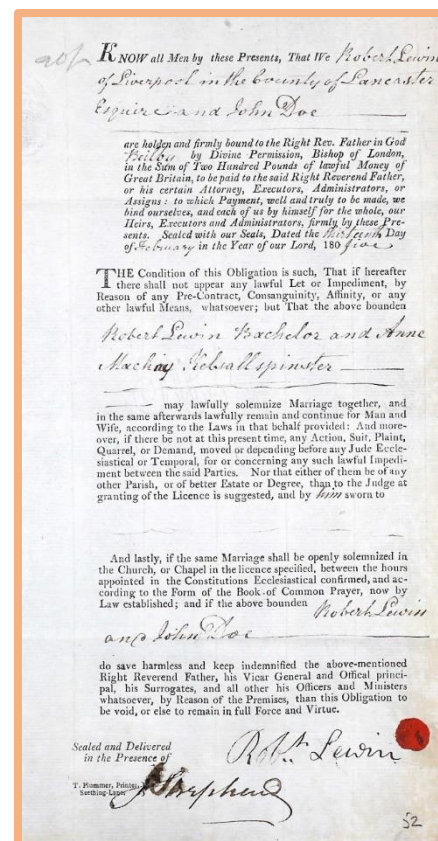 20/-
KNOW all Men by these Presents, That We Robert Lewin
of Liverpool in the County of Lancaster
Esquire and John Doe
are holden and firmly bound to the Right Rev. Father in God
Beilby by Divine Permission, Bishop of London,
in the Sum of Two Hundred Pounds of lawful Money of
Great Britain, to be paid to the said Right Reverend Father,
or his certain Attorney, Executors, Administrators, or
Assigns: to which Payment, well and truly to be made, we
bind ourselves, and each of us by himself for the whole, our
Heirs, Executors and Administrators, firmly by these Pre-
sents. Sealed with our Seals, Dated the thirteenth Day
of February in the Year of our Lord, 180 five
THE Condition of this Obligation is such, That if hereafter
there shall not appear any lawful Let or Impediment, by
Reason of any Pre-Contract, Consanguinity, Affinity, or any
other lawful Means, whatsoever; but That the above bounden
Robert Lewin Bachelor and Anne
Mackay Kelsall spinster
may lawfully solemnize Marriage together, and
in the same afterwards lawfully remain and continue for Man and
Wife, according to the Laws in that behalf provided: And more-
over, if there be not at this present time, any Action, Suit, Plaint,
Quarrel, or Demand, moved or depending before any Jude Eccle-
siastical or Temporal, for or concerning any such lawful Impedi-
ment between the said Parties. Nor that either of them be of any
other Parish, or of better Estate or Degree, than to the Judge at
granting of the Licence is suggested, and by him sworn to
And lastly, if the same Marriage shall be openly solemnized in
the Church, or Chapel in the licence specified, between the hours
appointed in the Constitutions Ecclesiastical confirmed, and ac-
cording to the Form of the Book of Common Prayer, now by
Law established; and if the above bounden Robert Lewin
and John Doe
do save harmless and keep indemnified the above-mentioned
Right Reverend Father, his Vicar General and Offical princi-
pal, his Surrogates, and all other his Officers and Ministers
whatsoever, by Reason of the Premises, than this Obligation to
be void, or else to remain in full Force and Virtue.
Sealed and Delivered
in the Presence of
Robt. Lewin
T. Plummer, Printer,
Seething-Lane
J Shephend
52